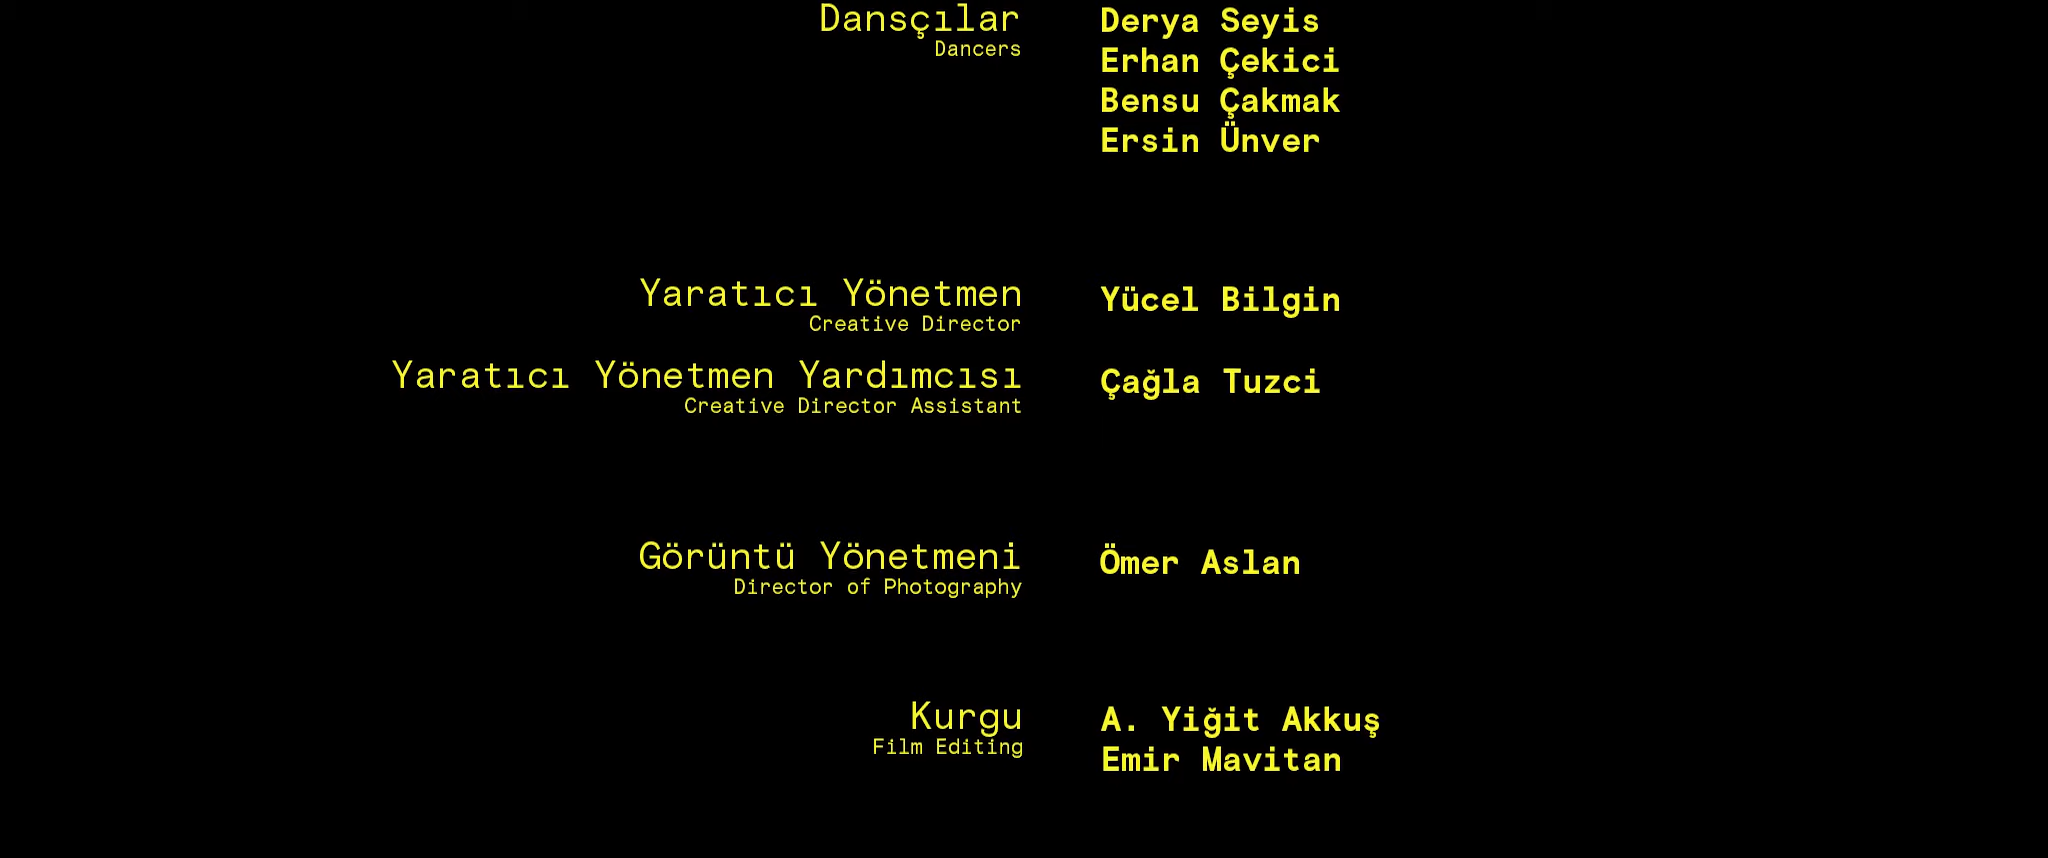 Dansçılar
Dancers
Derya Seyis
Erhan Çekici
Bensu Çakmak
Ersin Ünver
Yaratıcı Yönetmen
Creative Director
Yücel Bilgin
Yaratıcı Yönetmen Yardımcısı
Creative Director Assistant
Çağla Tuzci
Görüntü Yönetmeni
Director of Photography
Ömer Aslan
Kurgu
Film Editing
A. Yiğit Akkuş
Emir Mavitan